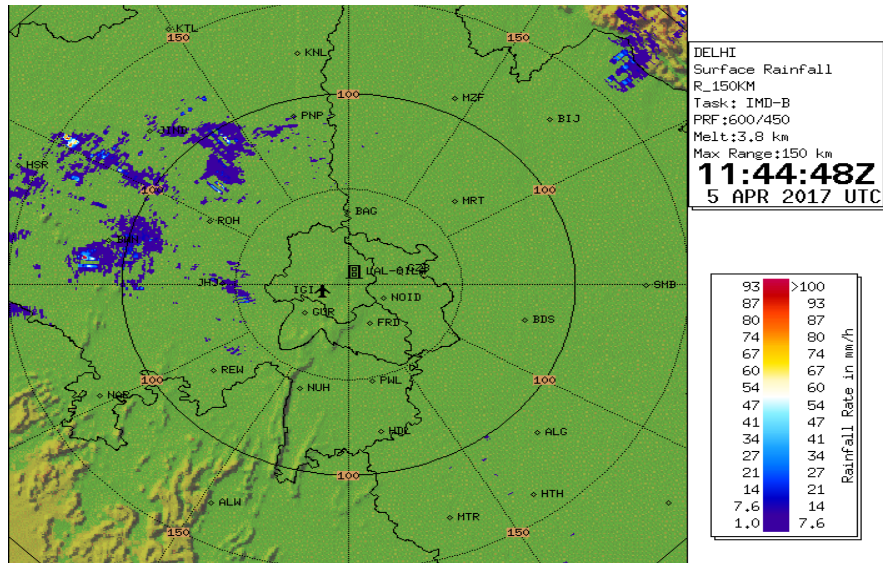 KTL
150
150
KNL
DELHI
Surface Rainfall
R_150KM
Task: IMD-B
PRF:600/450
Melt:3.8 km
Max Range:150 km
11:44:48Z
5 APR 2017 UTC
100
MZF
PNP
BIJ
HSR
100
100
MRT
ROH
BAG
JHJ
IGI
NOID
GUR
FRD
SMB
BDS
REW
100
NUH
PWL
100
HDL
ALG
100
ALW
HTH
MTR
150
150
93 >100
87 93
80 87
74 80
67 74
60 67
54 60
47 54
41 47
34 41
27 34
21 27
14 21
7.6 14
1.0 7.6
Rainfall Rate in mm/h